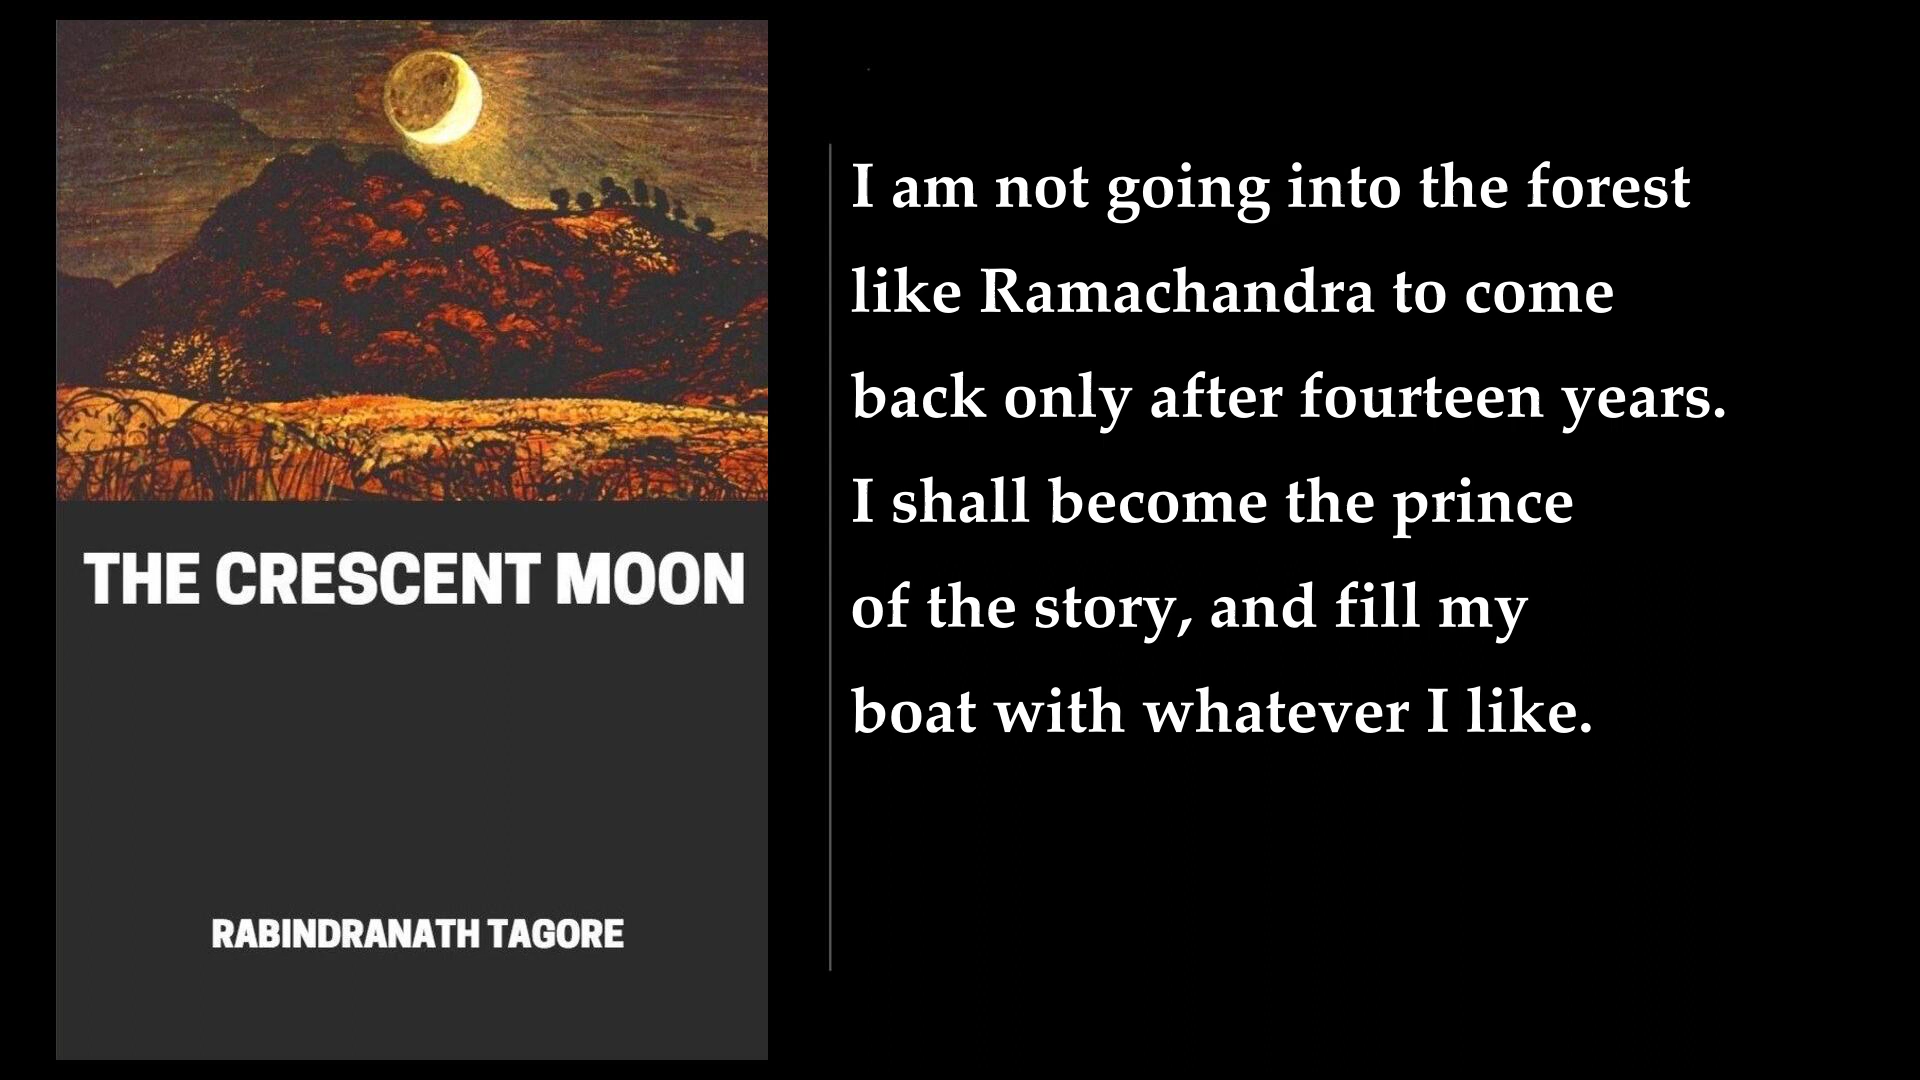 THE CRESCENT MOON
RABINDRANATH TAGORE
I am not going into the forest
like Ramachandra to come
back only after fourteen years.
I shall become the prince
of the story, and fill my
boat with whatever I like.